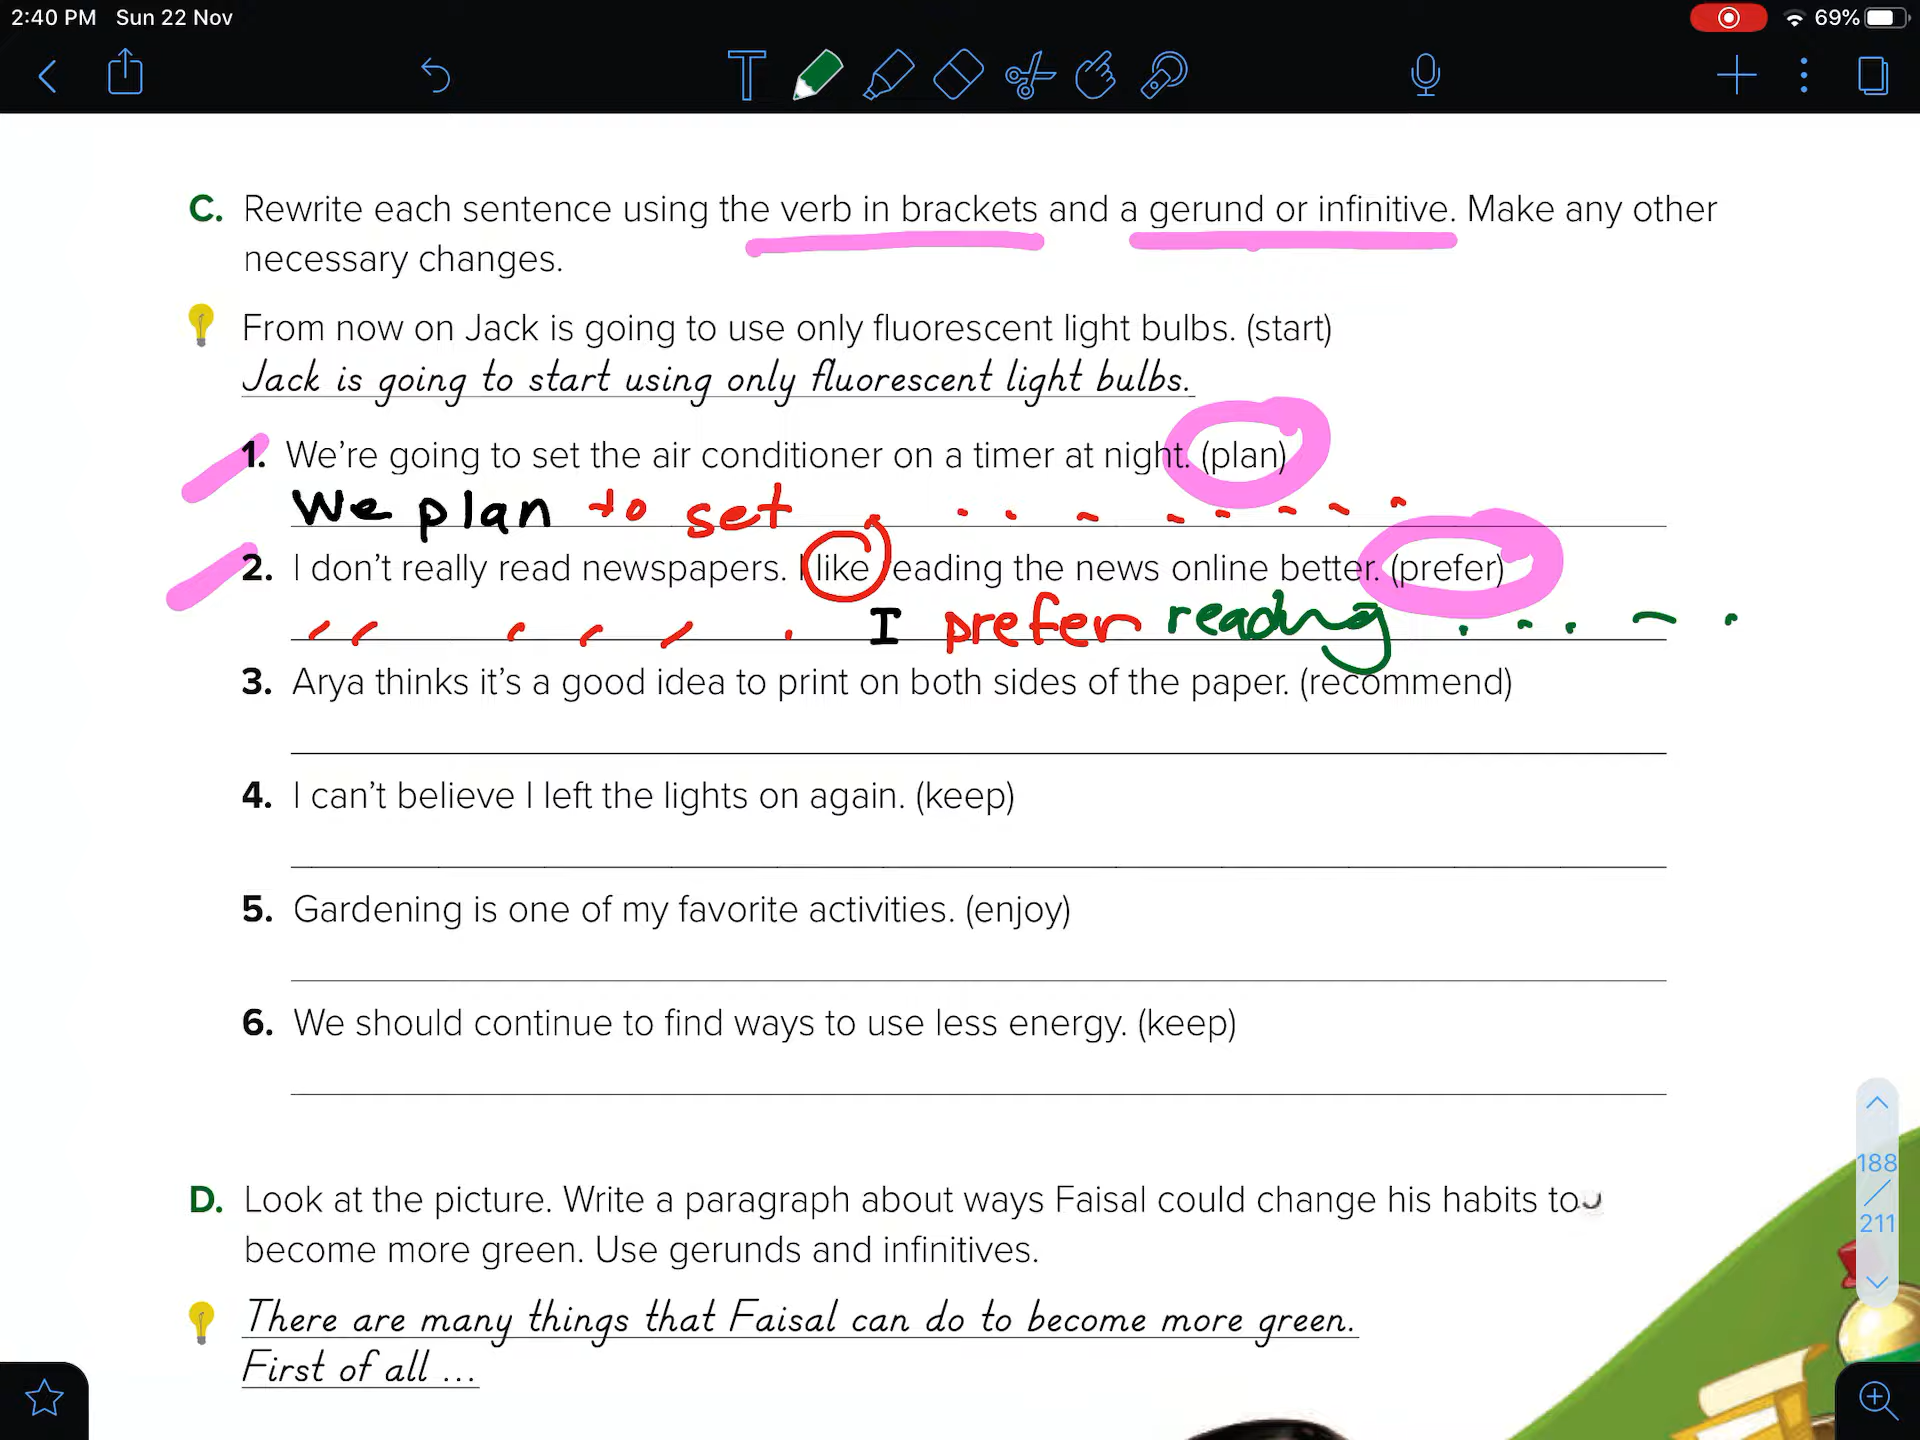 2:40 PM Sun 22 Nov
69%
C. Rewrite each sentence using the verb in brackets and a gerund or infinitive. Make any other
necessary changes.
From now on Jack is going to use only fluorescent light bulbs. (start)
Jack is going to start using only fluorescent light bulbs.
1. We're going to set the air conditioner on a timer at night. (plan)
We plan to set
2. I don't really read newspapers. I like reading the news online better. (prefer)
I prefer reading
3. Arya thinks it's a good idea to print on both sides of the paper. (recommend)
4. I can't believe I left the lights on again. (keep)
5. Gardening is one of my favorite activities. (enjoy)
6. We should continue to find ways to use less energy. (keep)
D. Look at the picture. Write a paragraph about ways Faisal could change his habits to
become more green. Use gerunds and infinitives.
There are many things that Faisal can do to become more green.
First of all ...
188
/
211